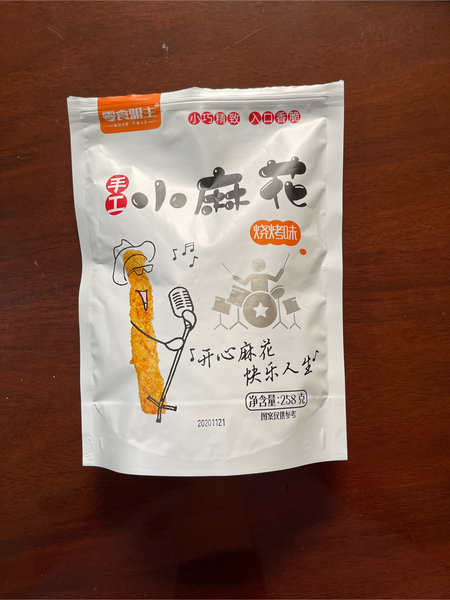 零食盟主
小巧精致 入口香脆
手工
小麻花
烧烤味
开心麻花
快乐人生
净含量:258克
图案仅供参考
20201121